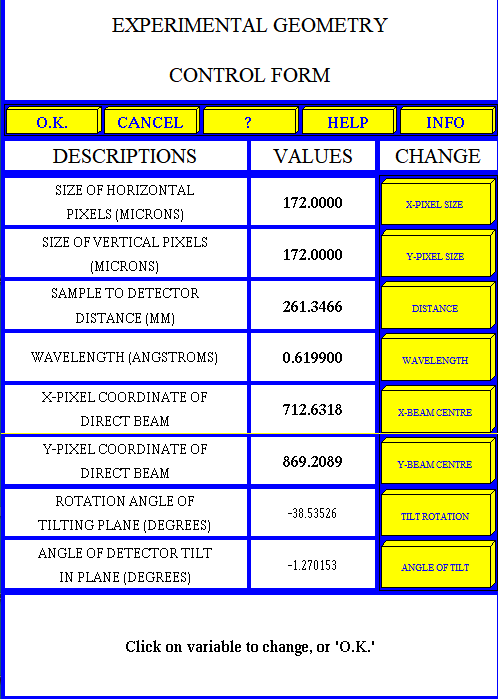 EXPERIMENTAL GEOMETRY
CONTROL FORM
O.K. CANCEL ? HELP INFO
DESCRIPTIONS VALUES CHANGE
SIZE OF HORIZONTAL
PIXELS (MICRONS)
172.0000
X-PIXEL SIZE
SIZE OF VERTICAL PIXELS
(MICRONS)
172.0000
Y-PIXEL SIZE
SAMPLE TO DETECTOR
DISTANCE (MM)
261.3466
DISTANCE
WAVELENGTH (ANGSTROMS)
0.619900
WAVELENGTH
X-PIXEL COORDINATE OF
DIRECT BEAM
712.6318
X-BEAM CENTRE
Y-PIXEL COORDINATE OF
DIRECT BEAM
869.2089
Y-BEAM CENTRE
ROTATION ANGLE OF
TILTING PLANE (DEGREES)
-38.53526
TILT ROTATION
ANGLE OF DETECTOR TILT
IN PLANE (DEGREES)
-1.270153
ANGLE OF TILT
Click on variable to change, or 'O.K.'